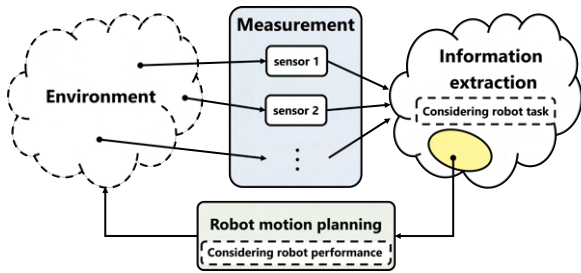 Measurement
Environment
sensor 1
sensor 2
Information
extraction
Considering robot task
Robot motion planning
Considering robot performance